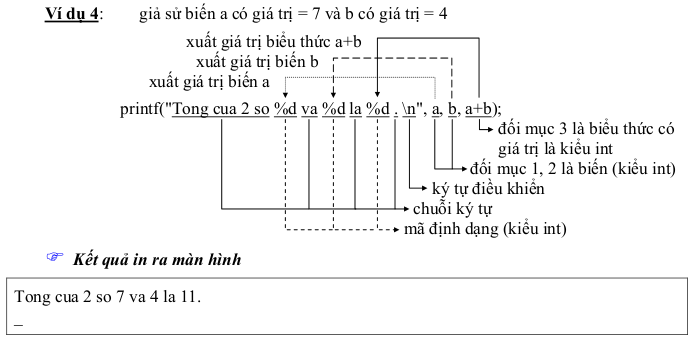 Ví dụ 4: giả sử biến a có giá trị = 7 và b có giá trị = 4
xuất giá trị biểu thức a+b
xuất giá trị biến b
xuất giá trị biến a
printf("Tong cua 2 so %d va %d la %d . \n", a, b, a+b);
đối mục 3 là biểu thức có
giá trị là kiểu int
đối mục 1, 2 là biến (kiểu int)
ký tự điều khiển
chuỗi ký tự
mã định dạng (kiểu int)
☞ Kết quả in ra màn hình
Tong cua 2 so 7 va 4 la 11.
_